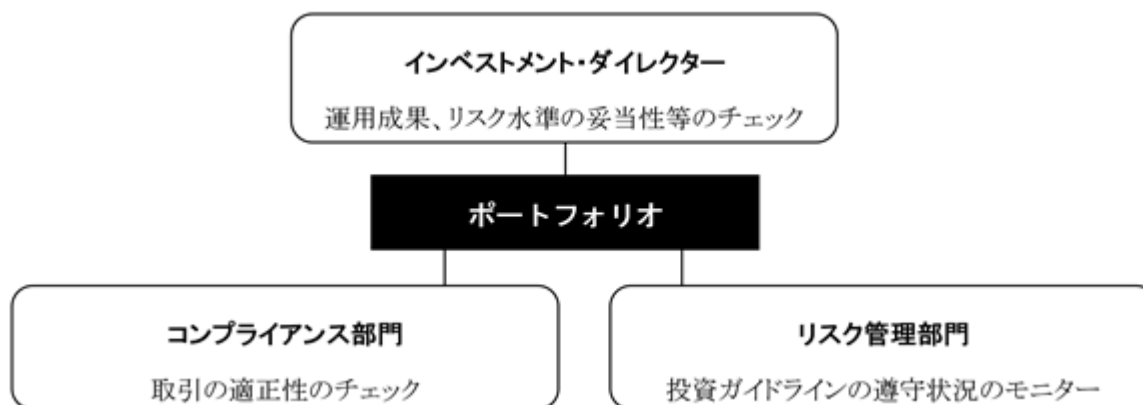 インベストメント・ダイレクター
運用成果、リスク水準の妥当性等のチェック
ポートフォリオ
コンプライアンス部門
取引の適正性のチェック
リスク管理部門
投資ガイドラインの遵守状況のモニター